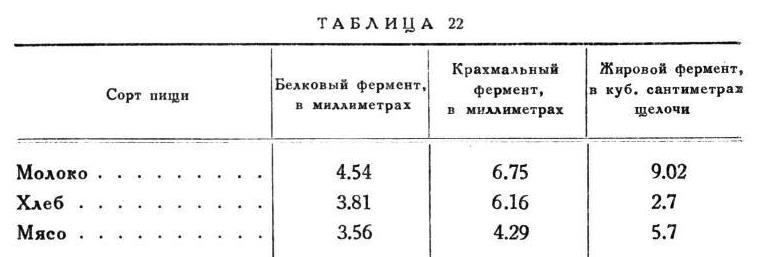 ТАБЛИЦА 22
Сорт пищи
Белковый фермент,
в миллиметрах
Крахмальный
фермент,
в миллиметрах
Жировой фермент,
в куб. сантиметрах
щелочи
Молоко . . . . . . . . . . 4.54 6.75 9.02
Хлеб . . . . . . . . . . . 3.81 6.16 2.7
Мясо . . . . . . . . . . . 3.56 4.29 5.7